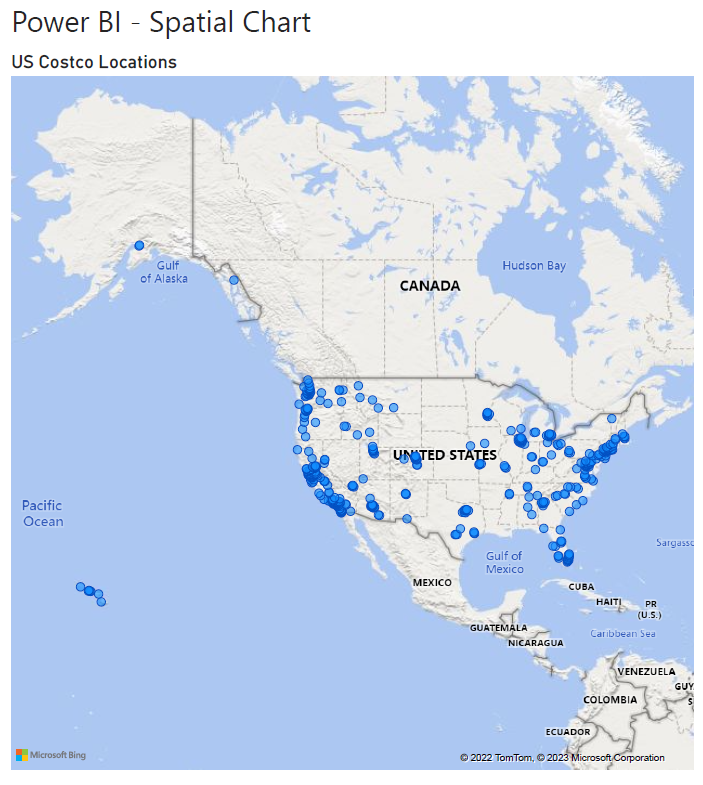 Power BI - Spatial Chart
US Costco Locations
Gulf
of Alaska
Hudson Bay
CANADA
UNITED STATES
Pacific
Ocean
Sargasso
Gulf of
Mexico
MEXICO
CUBA
HAITI
PR
(U.S.)
GUATEMALA
Caribbean Sea
NICARAGUA
VENEZUELA
GUY
COLOMBIA
S
ECUADOR
Microsoft Bing
© 2022 TomTom, © 2023 Microsoft Corporation